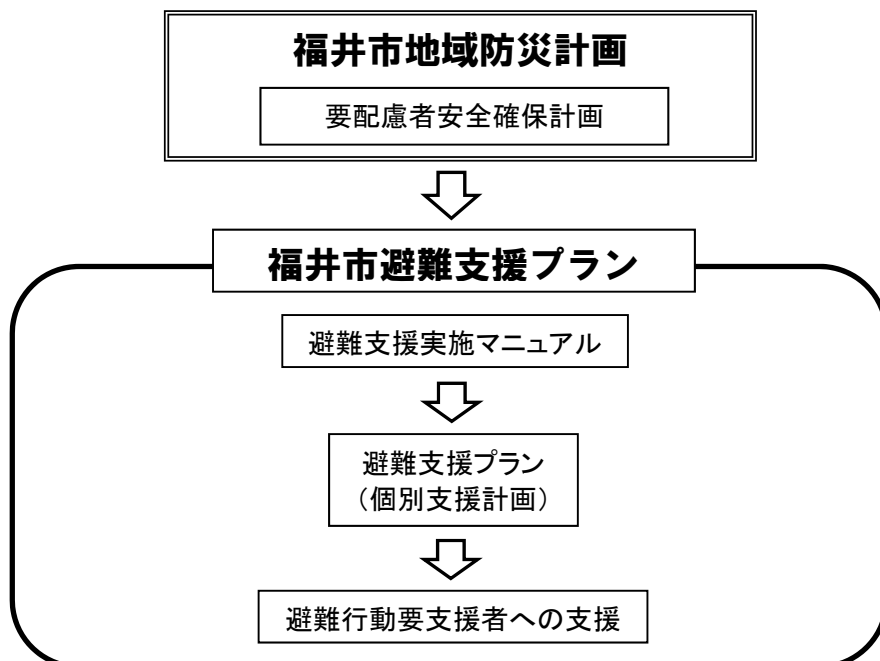 福井市地域防災計画
要配慮者安全確保計画
福井市避難支援プラン
避難支援実施マニュアル
避難支援プラン
（個別支援計画）
避難行動要支援者への支援